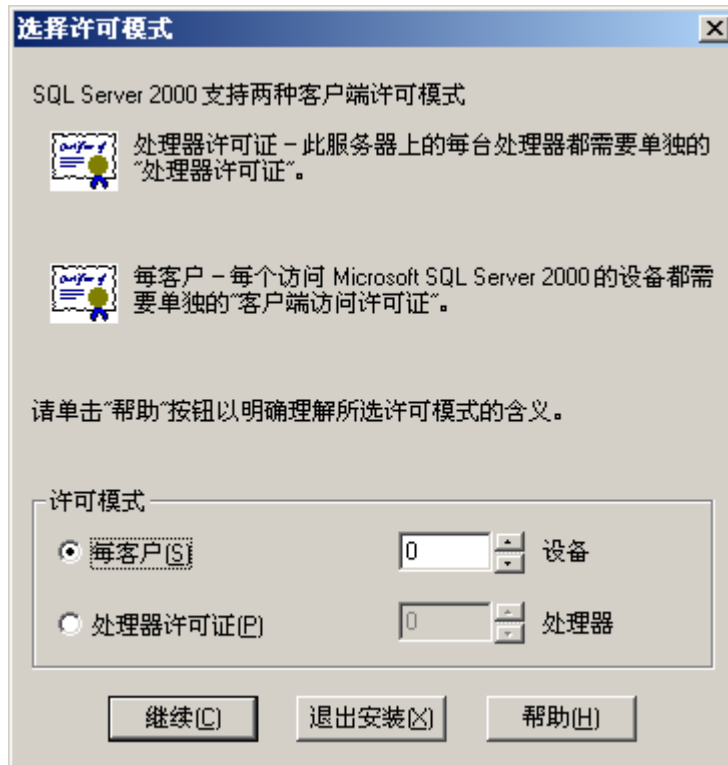 选择许可模式
SQL Server 2000 支持两种客户端许可模式
处理器许可证 - 此服务器上的每台处理器都需要单独的
"处理器许可证"。
每客户 - 每个访问 Microsoft SQL Server 2000 的设备都需
要单独的"客户端访问许可证"。
请单击"帮助"按钮以明确理解所选许可模式的含义。
许可模式
每客户(S) 0 设备
处理器许可证(P) 0 处理器
继续(C) 退出安装(X) 帮助(H)